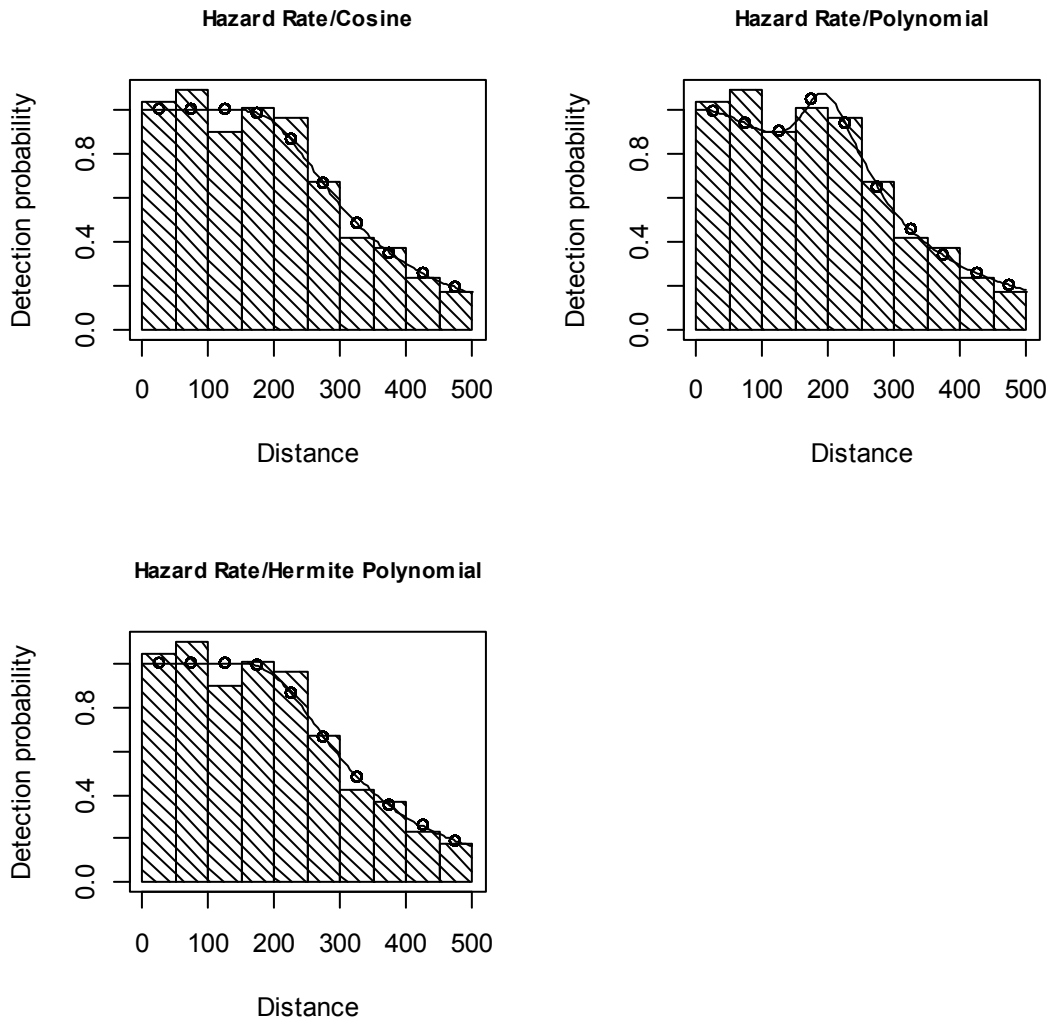 Hazard Rate/Cosine
Detection probability
0.0 0.4 0.8
0 100 200 300 400 500
Distance
Hazard Rate/Polynomial
Detection probability
0.0 0.4 0.8
0 100 200 300 400 500
Distance
Hazard Rate/Hermite Polynomial
Detection probability
0.0 0.4 0.8
0 100 200 300 400 500
Distance